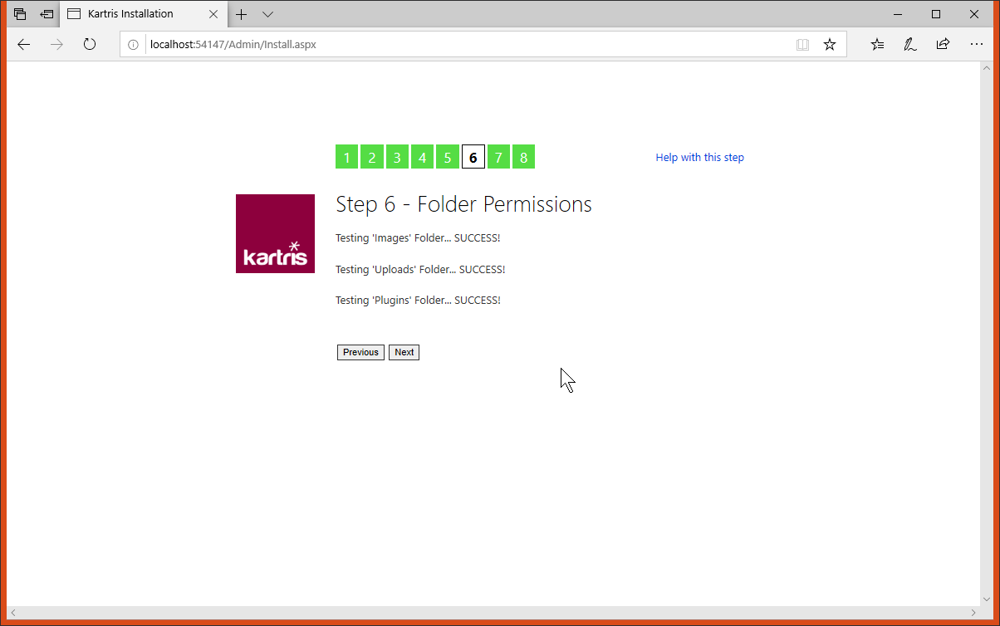 Kartris Installation
localhost:54147/Admin/Install.aspx
1 2 3 4 5 6 7 8
Help with this step
kartris
Step 6 - Folder Permissions
Testing 'Images' Folder... SUCCESS!
Testing 'Uploads' Folder... SUCCESS!
Testing 'Plugins' Folder... SUCCESS!
Previous Next